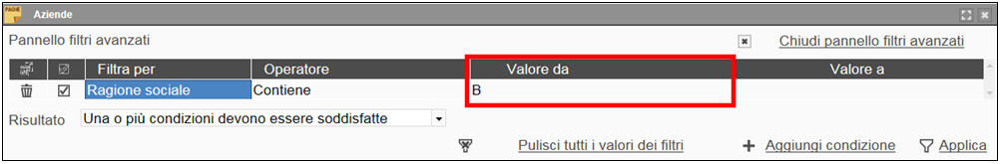 PAGHE Aziende
Pannello filtri avanzati Chiudi pannello filtri avanzati
Filtra per Operatore Valore da Valore a
Ragione sociale Contiene B
Risultato Una o più condizioni devono essere soddisfatte
Pulisci tutti i valori dei filtri Aggiungi condizione Applica